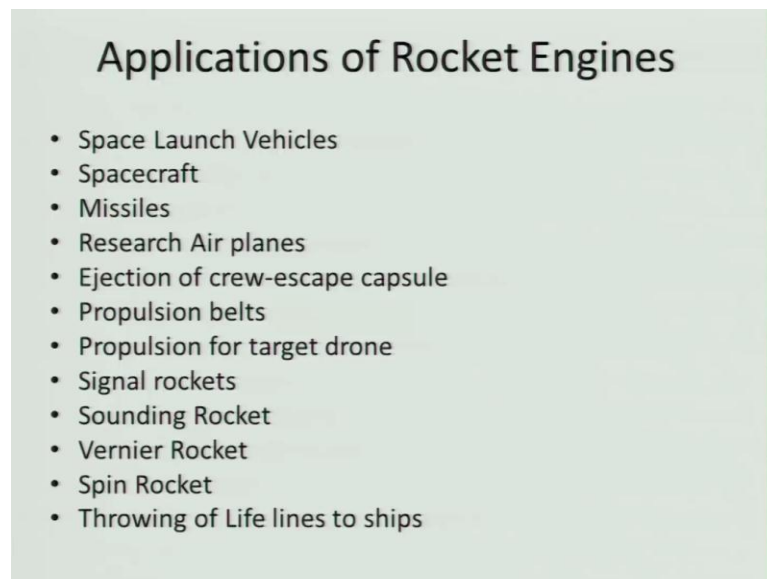 Applications of Rocket Engines
• Space Launch Vehicles
• Spacecraft
• Missiles
• Research Air planes
• Ejection of crew-escape capsule
• Propulsion belts
• Propulsion for target drone
• Signal rockets
• Sounding Rocket
• Vernier Rocket
• Spin Rocket
• Throwing of Life lines to ships